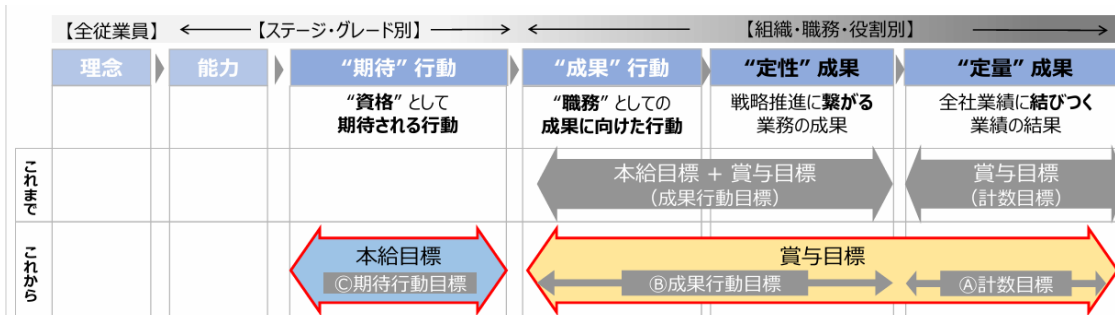 【全従業員】
【ステージ・グレード別】
【組織・職務・役割別】
理念
能力
“期待” 行動
“成果” 行動
“定性” 成果
“定量” 成果
“資格” として
期待される行動
“職務” としての
成果に向けた行動
戦略推進に繋がる
業務の成果
全社業績に結びつく
業績の結果
これまで
本給目標 + 賞与目標
(成果行動目標)
賞与目標
(計数目標)
これから
本給目標
Ⓒ期待行動目標
賞与目標
Ⓑ成果行動目標
Ⓐ計数目標